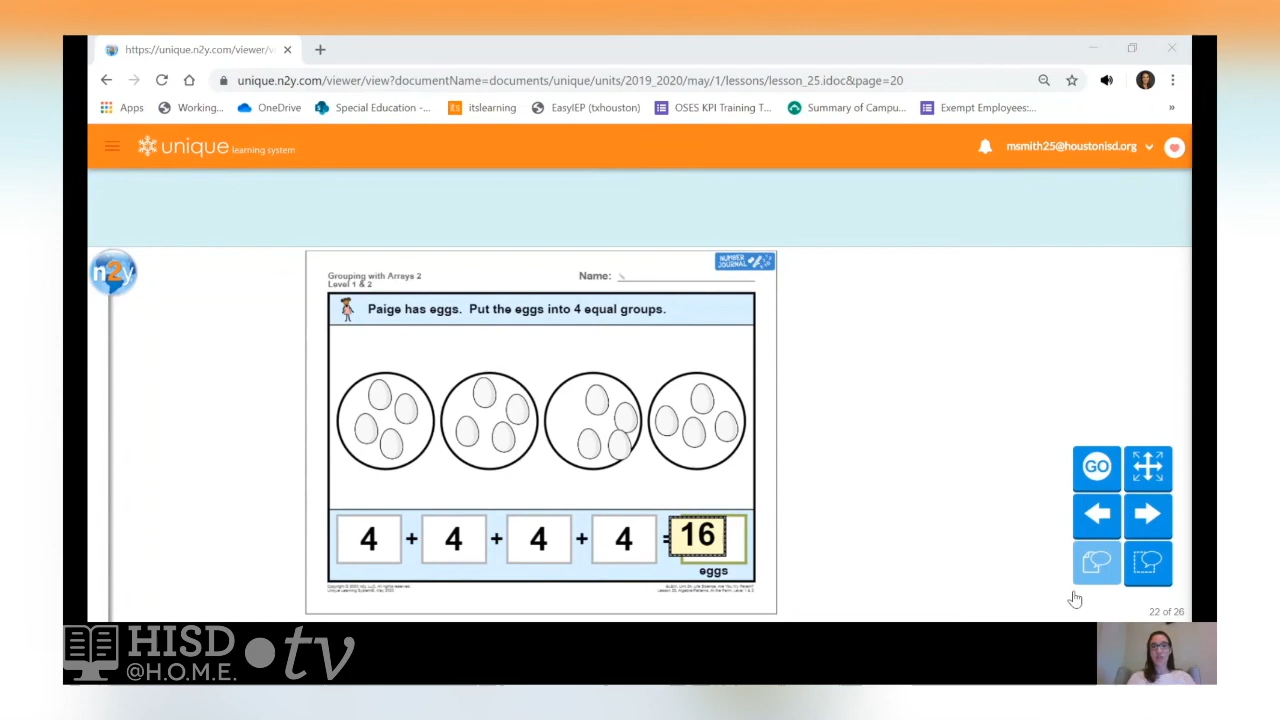 https://unique.n2y.com/viewer/v
unique.n2y.com/viewer/view?documentName=documents/unique/units/2019_2020/may/1/lessons/lesson_25.idoc&page=20
Apps Working... OneDrive Special Education -... its itslearning EasyIEP (txhouston) OSES KPI Training T... Summary of Campu... Exempt Employees:... »
unique learning system msmith25@houstonisd.org
n2y
NUMBER JOURNAL
Grouping with Arrays 2 Name:
Level 1 & 2
Paige has eggs. Put the eggs into 4 equal groups.
4 + 4 + 4 + 4 = 16
eggs
GO
22 of 26
HISD
@H.O.M.E. tv